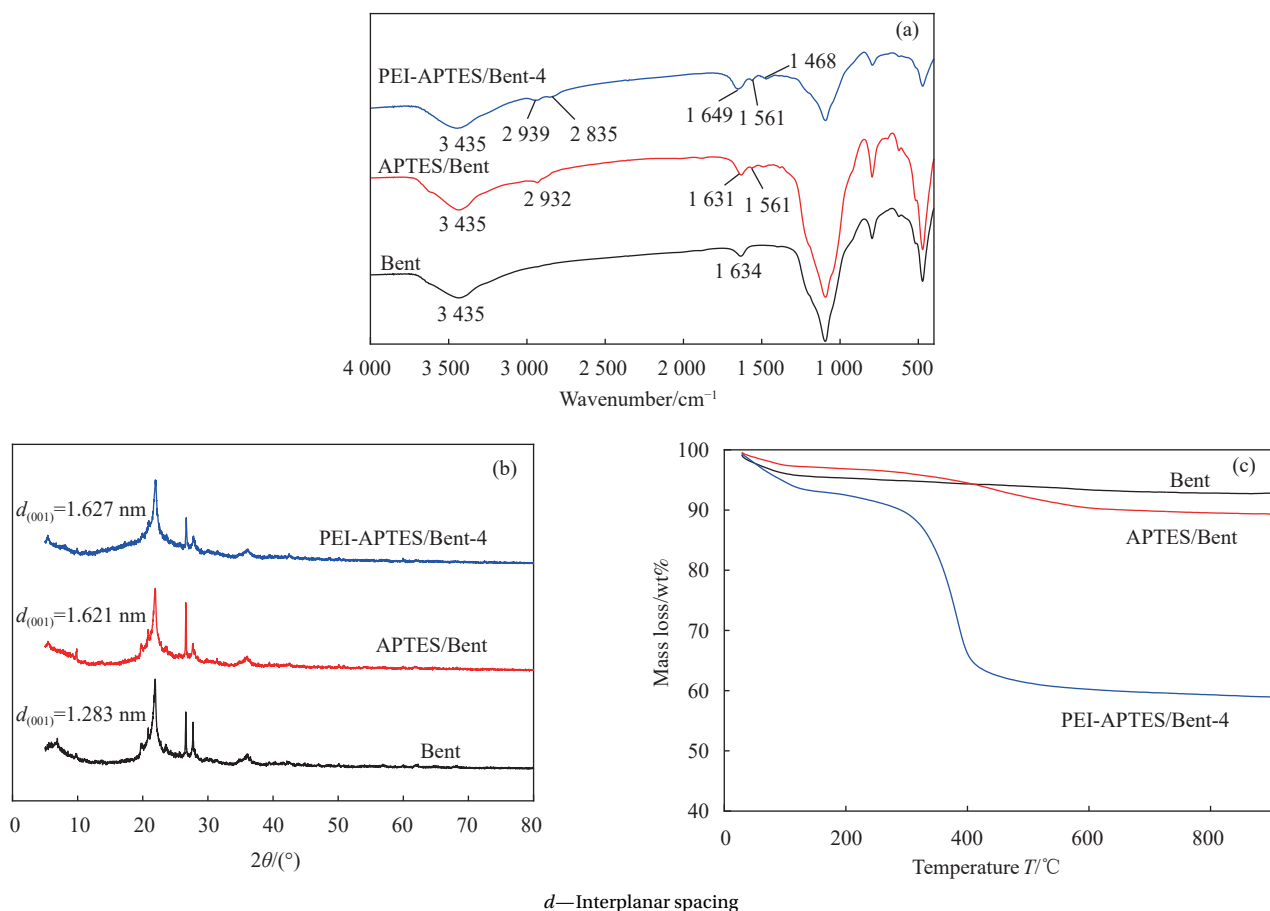 (a)
PEI-APTES/Bent-4
1 468
3 435
2 939
2 835
1 649
1 561
APTES/Bent
3 435
2 932
1 631
1 561
Bent
3 435
1 634
4 000 3 500 3 000 2 500 2 000 1 500 1 000 500
Wavenumber/cm⁻¹
(b)
d(001)=1.627 nm
PEI-APTES/Bent-4
d(001)=1.621 nm
APTES/Bent
d(001)=1.283 nm
Bent
0 10 20 30 40 50 60 70 80
2θ/(°)
(c)
100
90
80
70
60
50
40
Mass loss/wt%
Bent
APTES/Bent
PEI-APTES/Bent-4
0 200 400 600 800
Temperature T/℃
d—Interplanar spacing